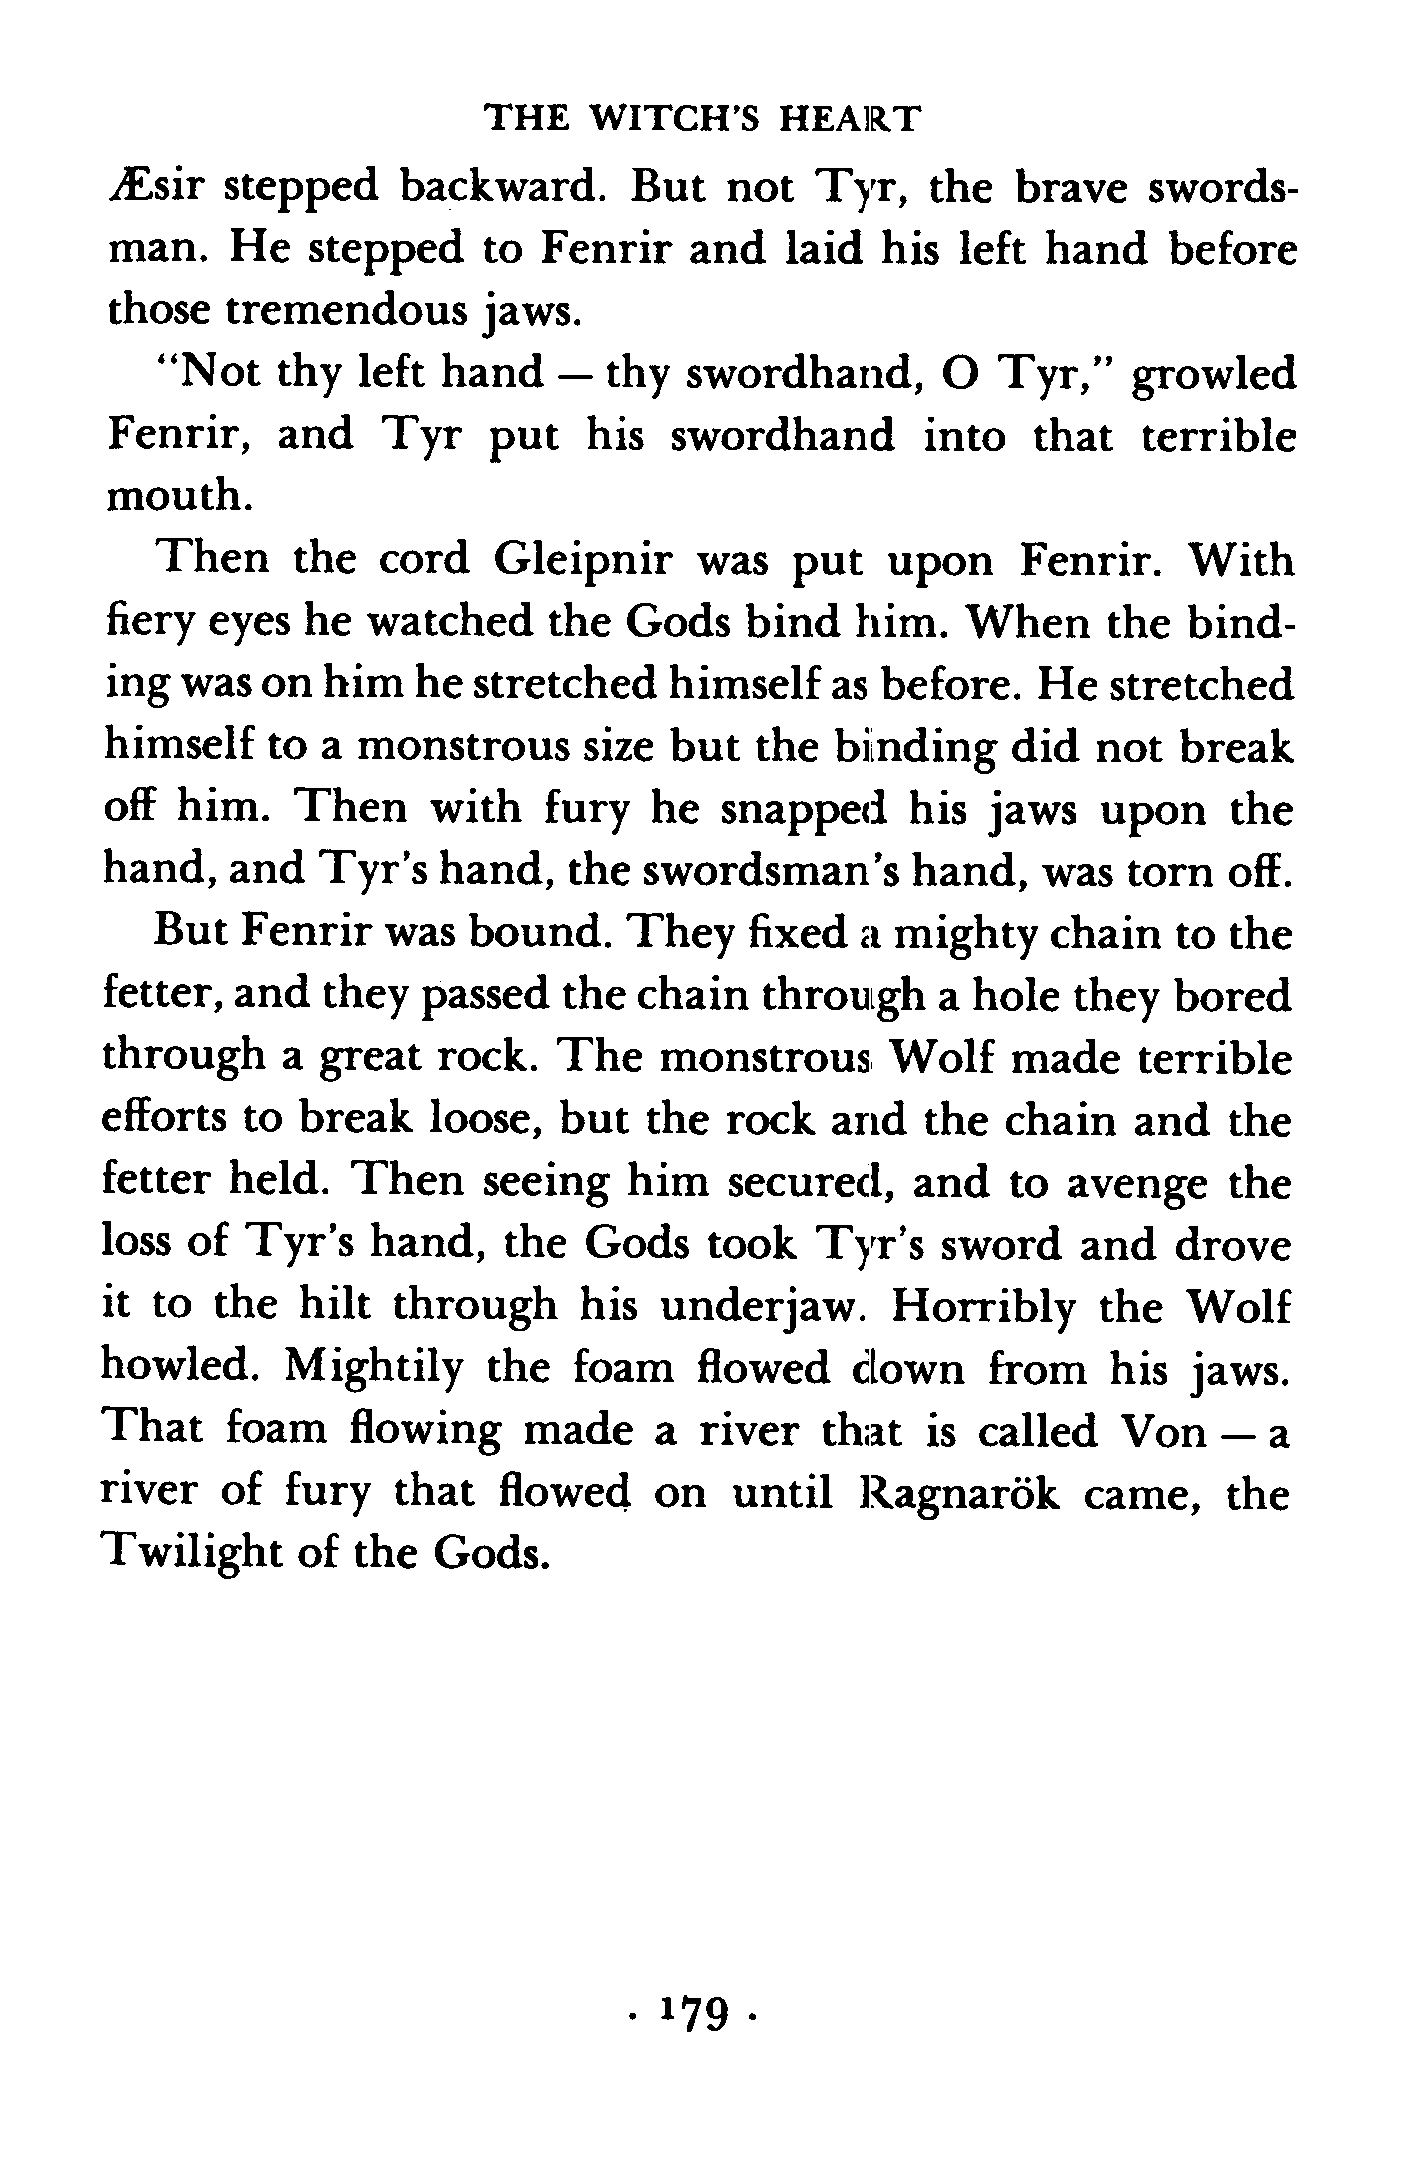 THE WITCH'S HEART
Æsir stepped backward. But not Tyr, the brave swords-
man. He stepped to Fenrir and laid his left hand before
those tremendous jaws.
"Not thy left hand — thy swordhand, O Tyr," growled
Fenrir, and Tyr put his swordhand into that terrible
mouth.
Then the cord Gleipnir was put upon Fenrir. With
fiery eyes he watched the Gods bind him. When the bind-
ing was on him he stretched himself as before. He stretched
himself to a monstrous size but the binding did not break
off him. Then with fury he snapped his jaws upon the
hand, and Tyr's hand, the swordsman's hand, was torn off.
But Fenrir was bound. They fixed a mighty chain to the
fetter, and they passed the chain through a hole they bored
through a great rock. The monstrous Wolf made terrible
efforts to break loose, but the rock and the chain and the
fetter held. Then seeing him secured, and to avenge the
loss of Tyr's hand, the Gods took Tyr's sword and drove
it to the hilt through his underjaw. Horribly the Wolf
howled. Mightily the foam flowed down from his jaws.
That foam flowing made a river that is called Von — a
river of fury that flowed on until Ragnarök came, the
Twilight of the Gods.
· 179 ·